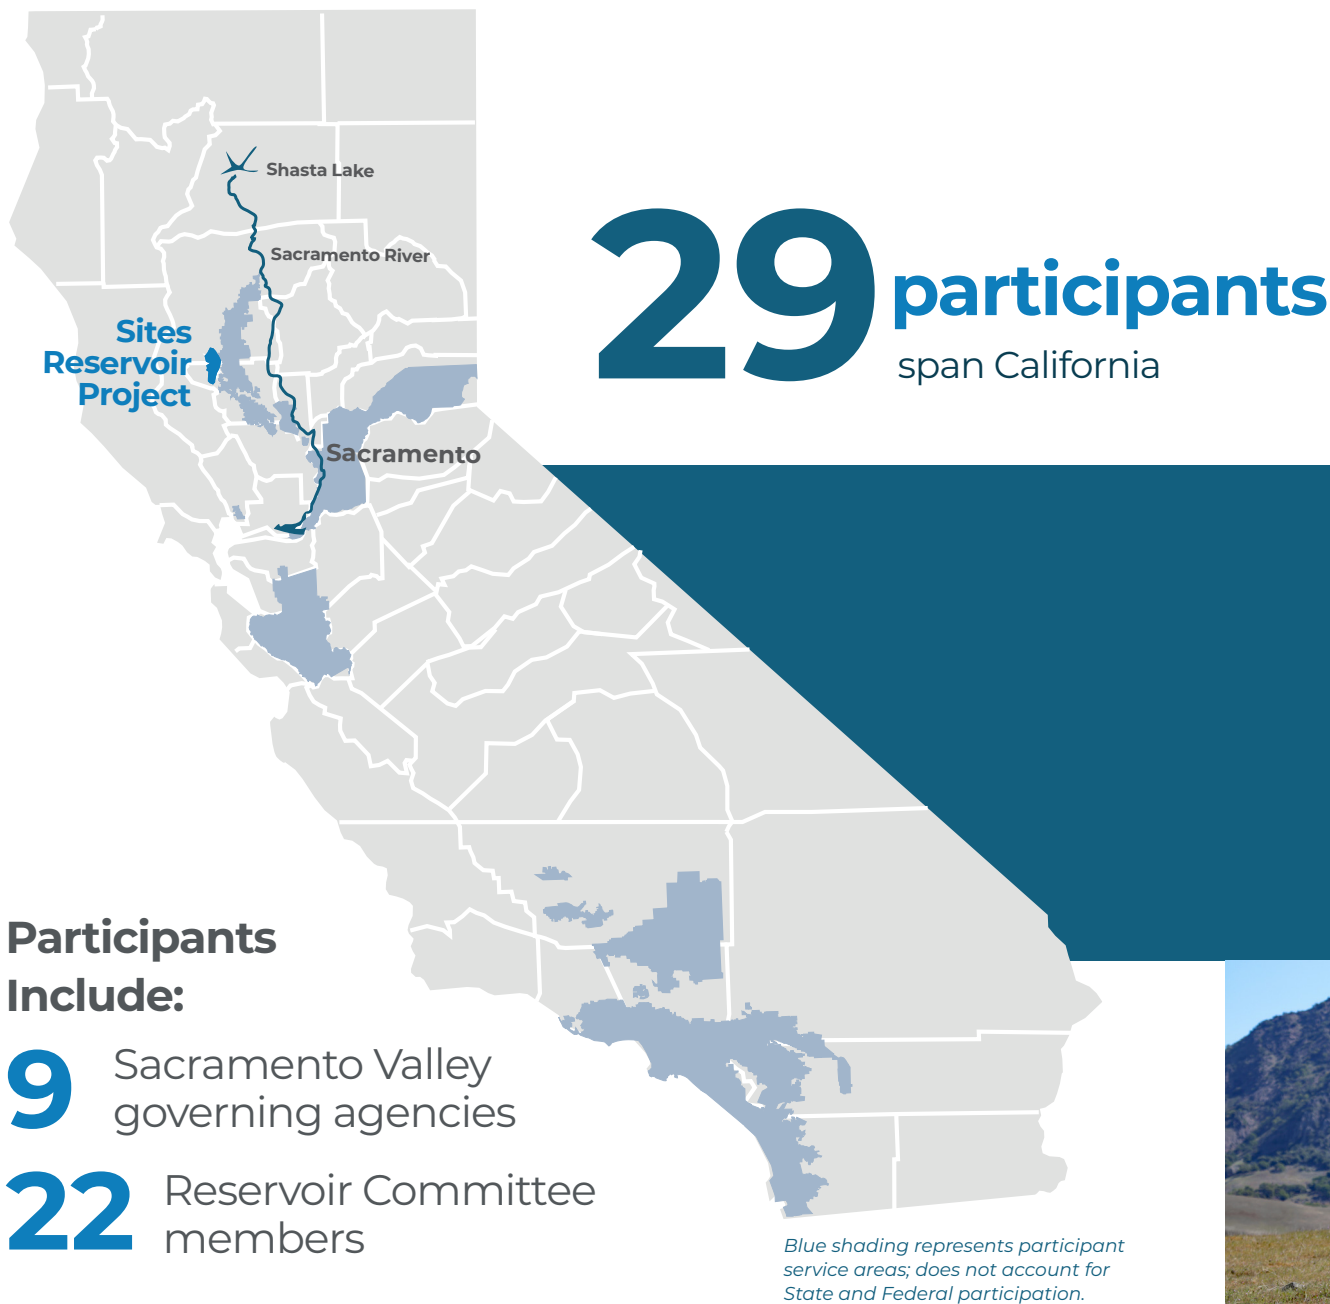 Shasta Lake
Sacramento River
Sites
Reservoir
Project
Sacramento
29 participants
span California
Participants
Include:
9 Sacramento Valley
governing agencies
22 Reservoir Committee
members
Blue shading represents participant
service areas; does not account for
State and Federal participation.